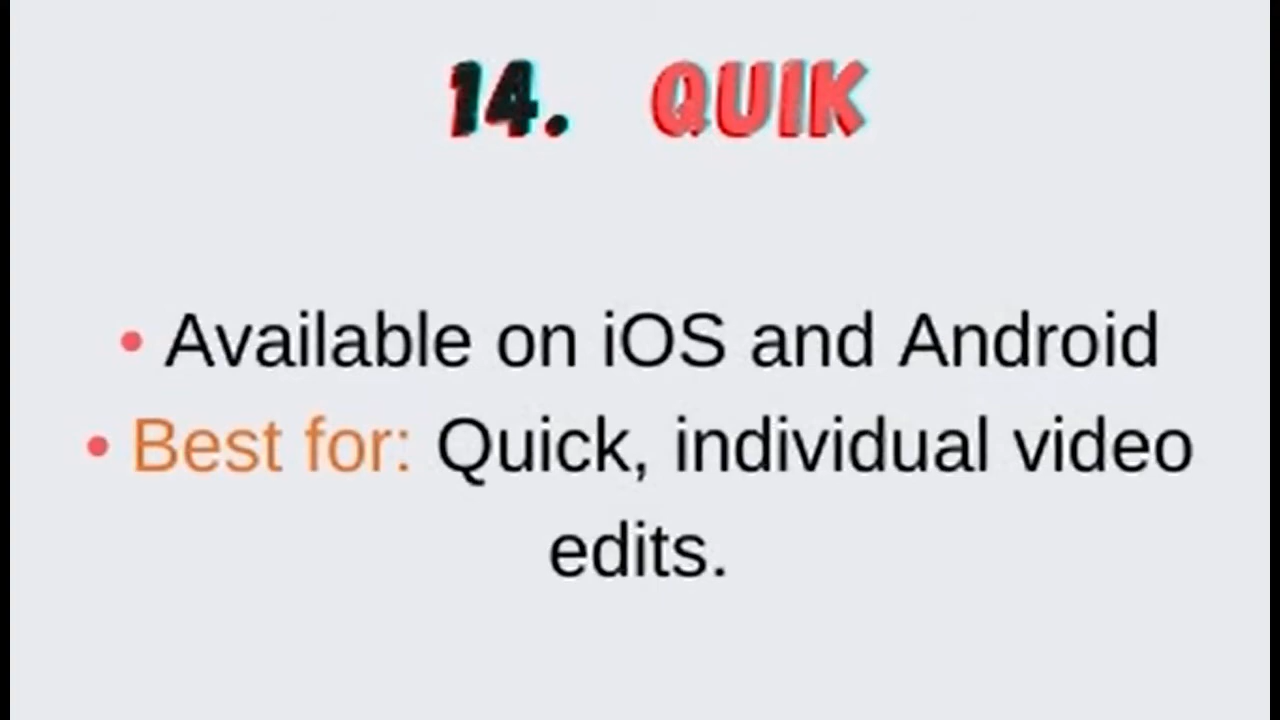 14. QUIK
• Available on iOS and Android
• Best for: Quick, individual video
edits.